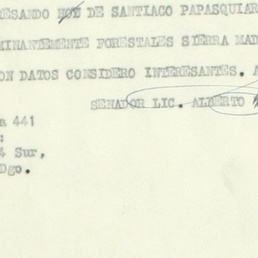 RESANDO HOY DE SANTIACO PAPASQUIAR
MINANTEMENTE FORESTALES SIERRA MAD
ON DATOS CONSIDERO INTERESANTES. A
SENADOR LIC. ALBERTO
a 441
:
4 Sur,
Dgo.